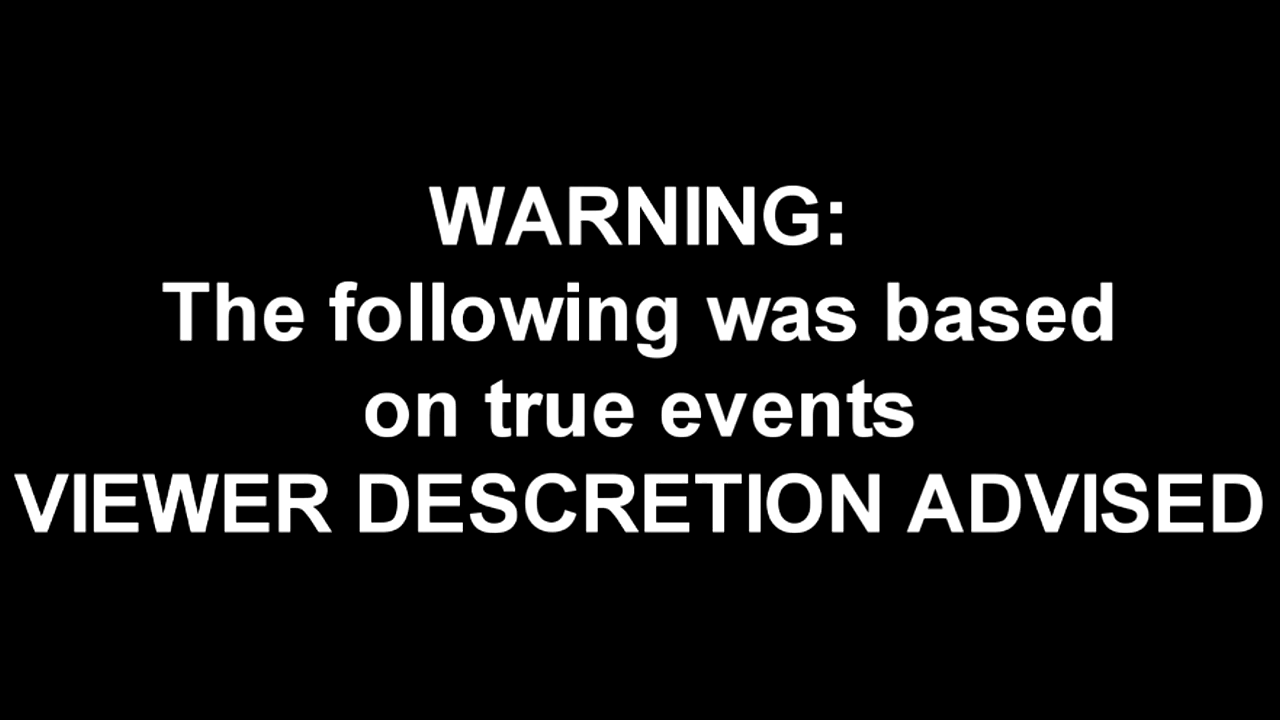 WARNING:
The following was based
on true events
VIEWER DESCRETION ADVISED